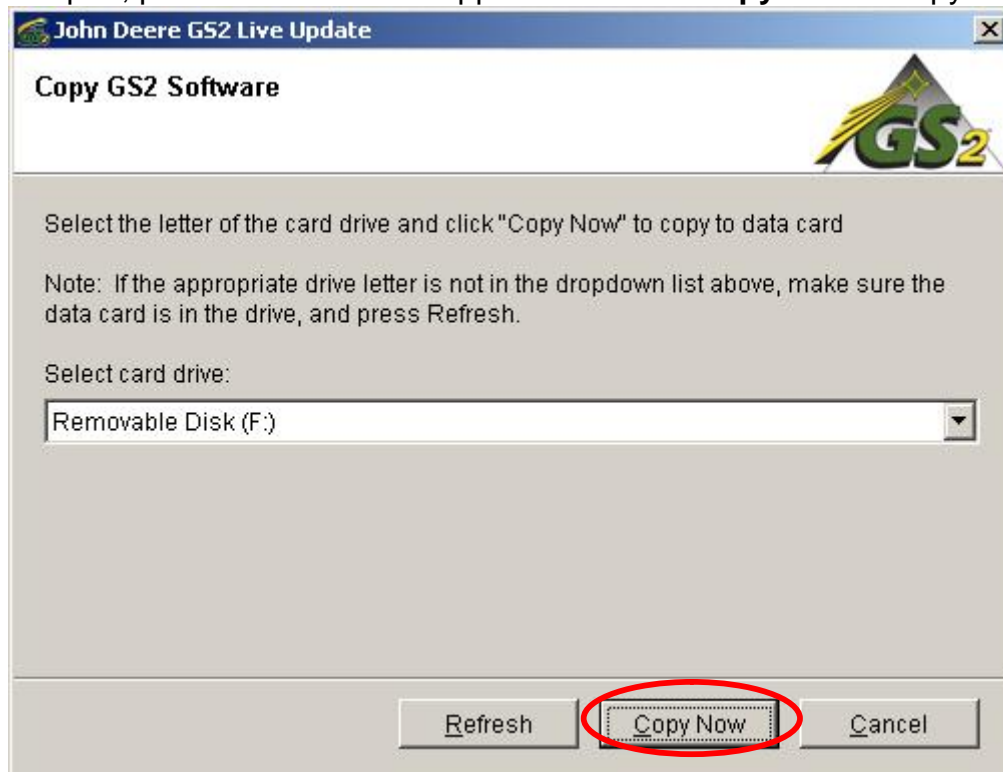 John Deere GS2 Live Update
Copy GS2 Software
GS2
Select the letter of the card drive and click "Copy Now" to copy to data card
Note: If the appropriate drive letter is not in the dropdown list above, make sure the
data card is in the drive, and press Refresh.
Select card drive:
Removable Disk (F:)
Refresh
Copy Now
Cancel